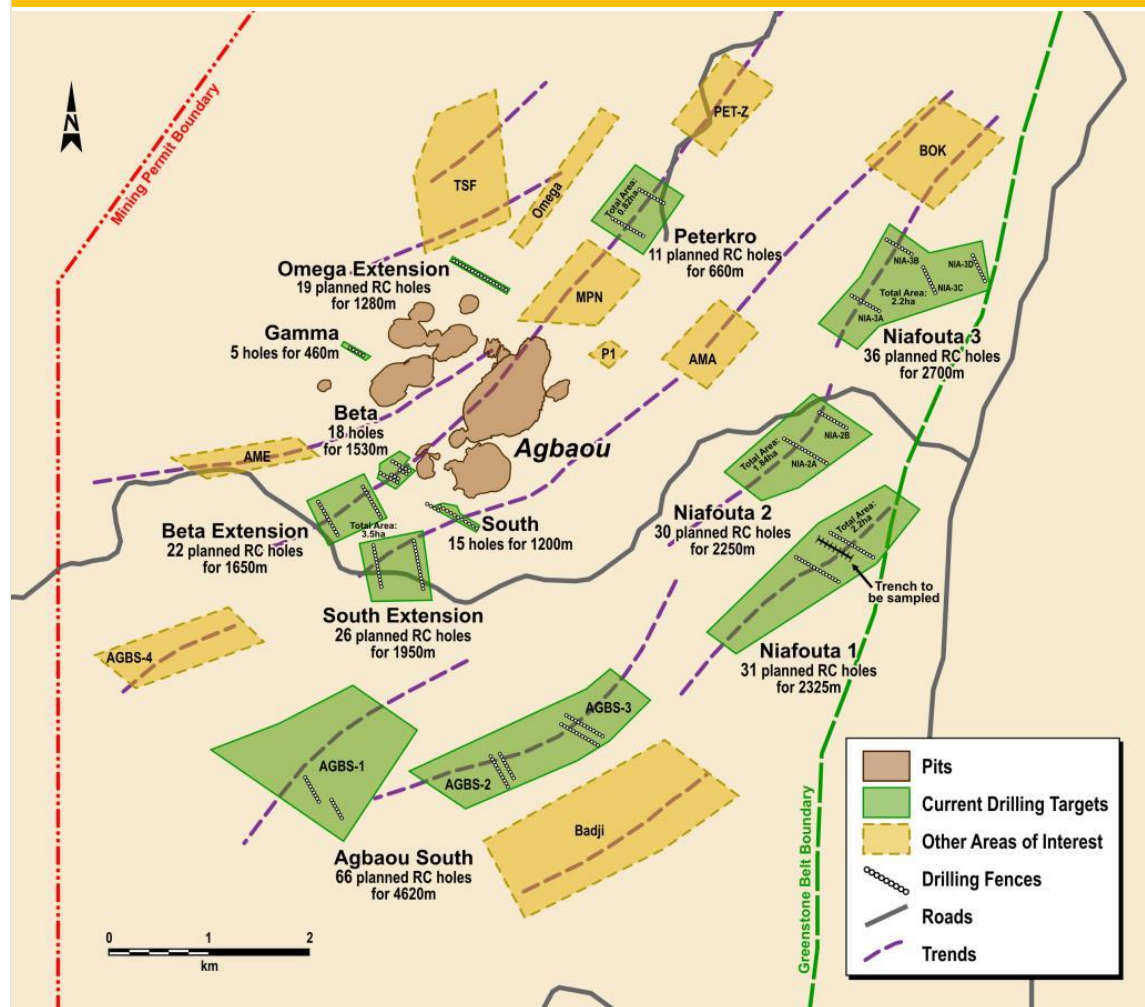 Mining Permit Boundary
N
TSF
Omega
PET-Z
BOK
Total Area:
0.82ha
Peterkro
11 planned RC holes
for 660m
Omega Extension
19 planned RC holes
for 1280m
MPN
NIA-3B
NIA-3D
NIA-3C
Total Area:
2.2ha
NIA-3A
Gamma
5 holes for 460m
P1
AMA
Niafouta 3
36 planned RC holes
for 2700m
Beta
18 holes
for 1530m
Agbaou
AME
NIA-2B
Total Area:
1.84ha
NIA-2A
Beta Extension
22 planned RC holes
for 1650m
Total Area:
3.5ha
South
15 holes for 1200m
Niafouta 2
30 planned RC holes
for 2250m
Total Area:
2.2ha
Trench to
be sampled
South Extension
26 planned RC holes
for 1950m
Niafouta 1
31 planned RC holes
for 2325m
AGBS-4
AGBS-1
AGBS-2
AGBS-3
Badji
Agbaou South
66 planned RC holes
for 4620m
Greenstone Belt Boundary
0 1 2
km
Pits
Current Drilling Targets
Other Areas of Interest
Drilling Fences
Roads
Trends